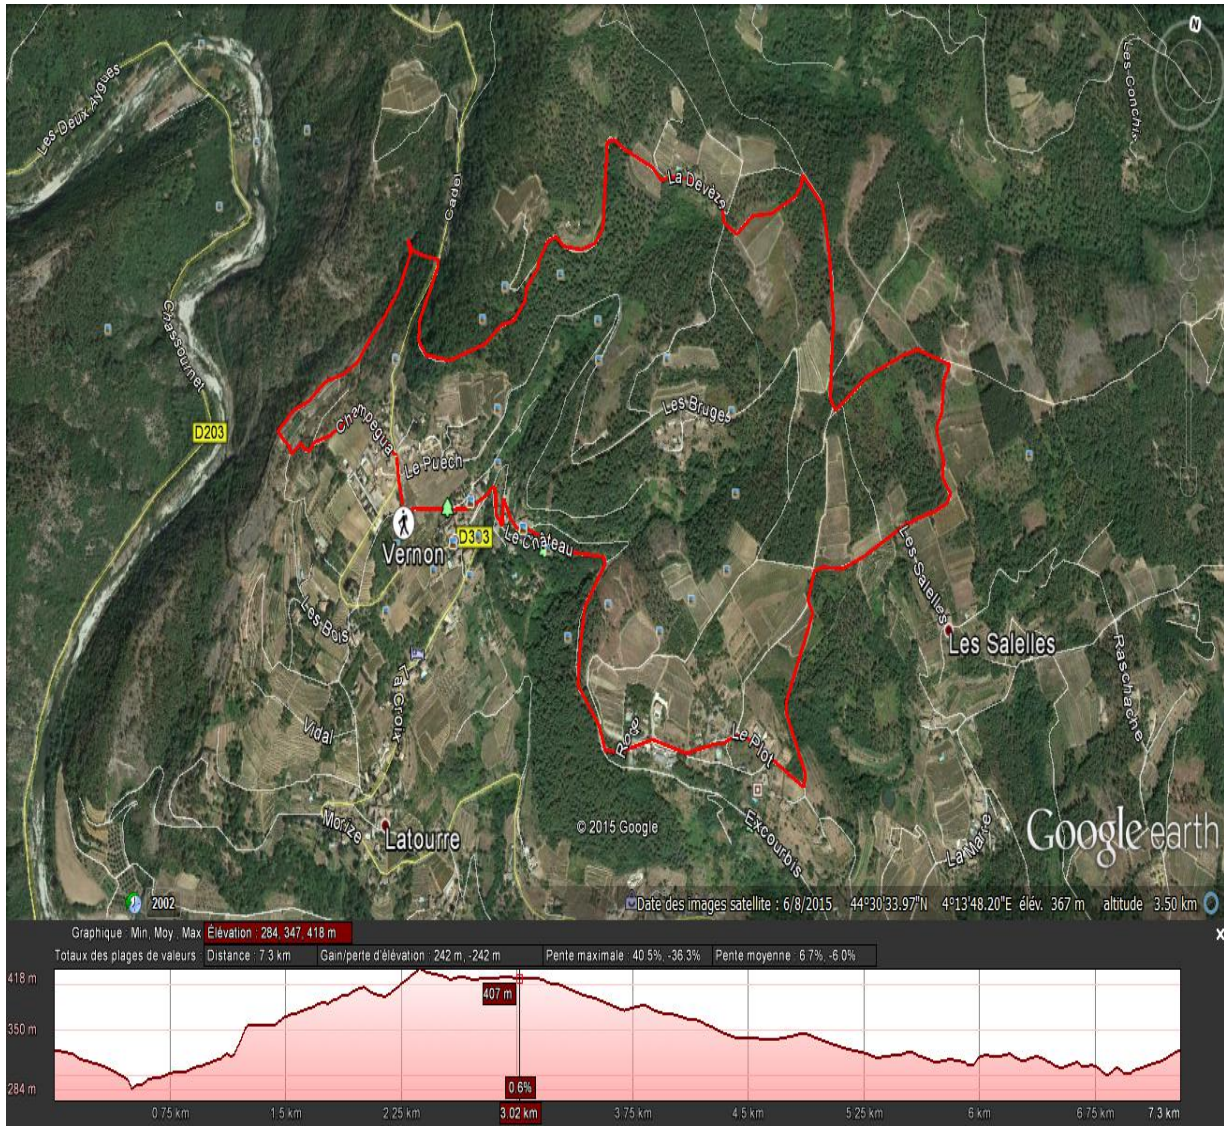 N
Les Deux Aygues
Les Conchis
Cadel
La Devèze
Chassournet
D203
Champegua
Les Bruges
Le Puech
D303
Le Château
Vernon
Les Salelles
Les Bois
Les Salelles
Raschache
La Croix
Vidal
Roge
Le Plot
Morize
Latourre
© 2015 Google
Excourbis
La Marce
Google earth
2002
Date des images satellite : 6/8/2015 44°30'33.97"N 4°13'48.20"E élév. 367 m altitude 3.50 km
Graphique : Min, Moy., Max Élévation : 284, 347, 418 m
X
Totaux des plages de valeurs : Distance : 7.3 km Gain/perte d'élévation : 242 m, -242 m Pente maximale : 40.5%, -36.3% Pente moyenne : 6.7%, -6.0%
418 m
407 m
350 m
284 m
0.6%
0.75 km 1.5 km 2.25 km 3.02 km 3.75 km 4.5 km 5.25 km 6 km 6.75 km 7.3 km